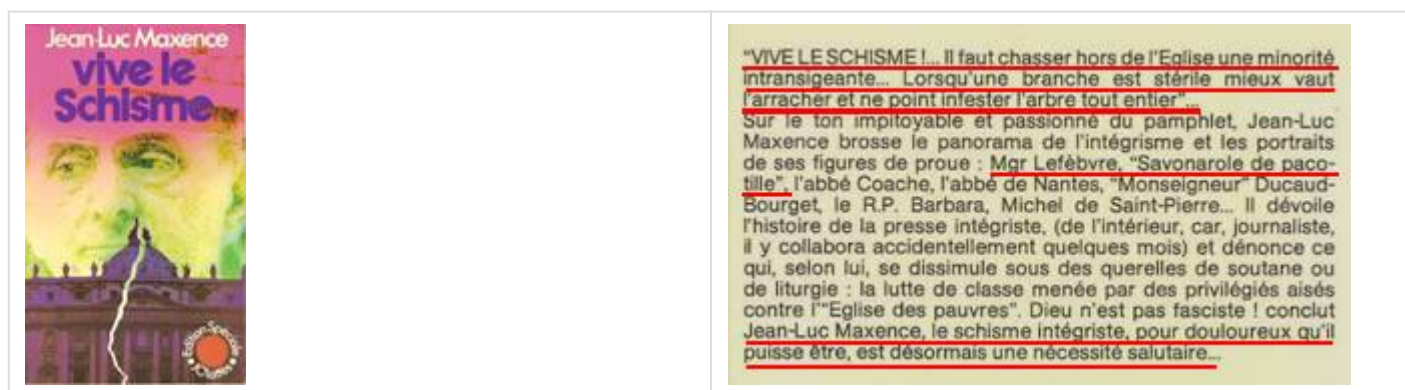 Jean-Luc Maxence
vive le
Schisme
Edition Spéciale
"VIVE LE SCHISME !... Il faut chasser hors de l'Eglise une minorité
intransigeante... Lorsqu'une branche est stérile mieux vaut
l'arracher et ne point infester l'arbre tout entier"...
Sur le ton impitoyable et passionné du pamphlet, Jean-Luc
Maxence brosse le panorama de l'intégrisme et les portraits
de ses figures de proue : Mgr Lefèbvre, "Savonarole de paco-
tille", l'abbé Coache, l'abbé de Nantes, "Monseigneur" Ducaud-
Bourget, le R.P. Barbara, Michel de Saint-Pierre... Il dévoile
l'histoire de la presse intégriste, (de l'intérieur, car, journaliste,
il y collabora accidentellement quelques mois) et dénonce ce
qui, selon lui, se dissimule sous des querelles de soutane ou
de liturgie : la lutte de classe menée par des privilégiés aisés
contre l'"Eglise des pauvres". Dieu n'est pas fasciste ! conclut
Jean-Luc Maxence, le schisme intégriste, pour douloureux qu'il
puisse être, est désormais une nécessité salutaire...